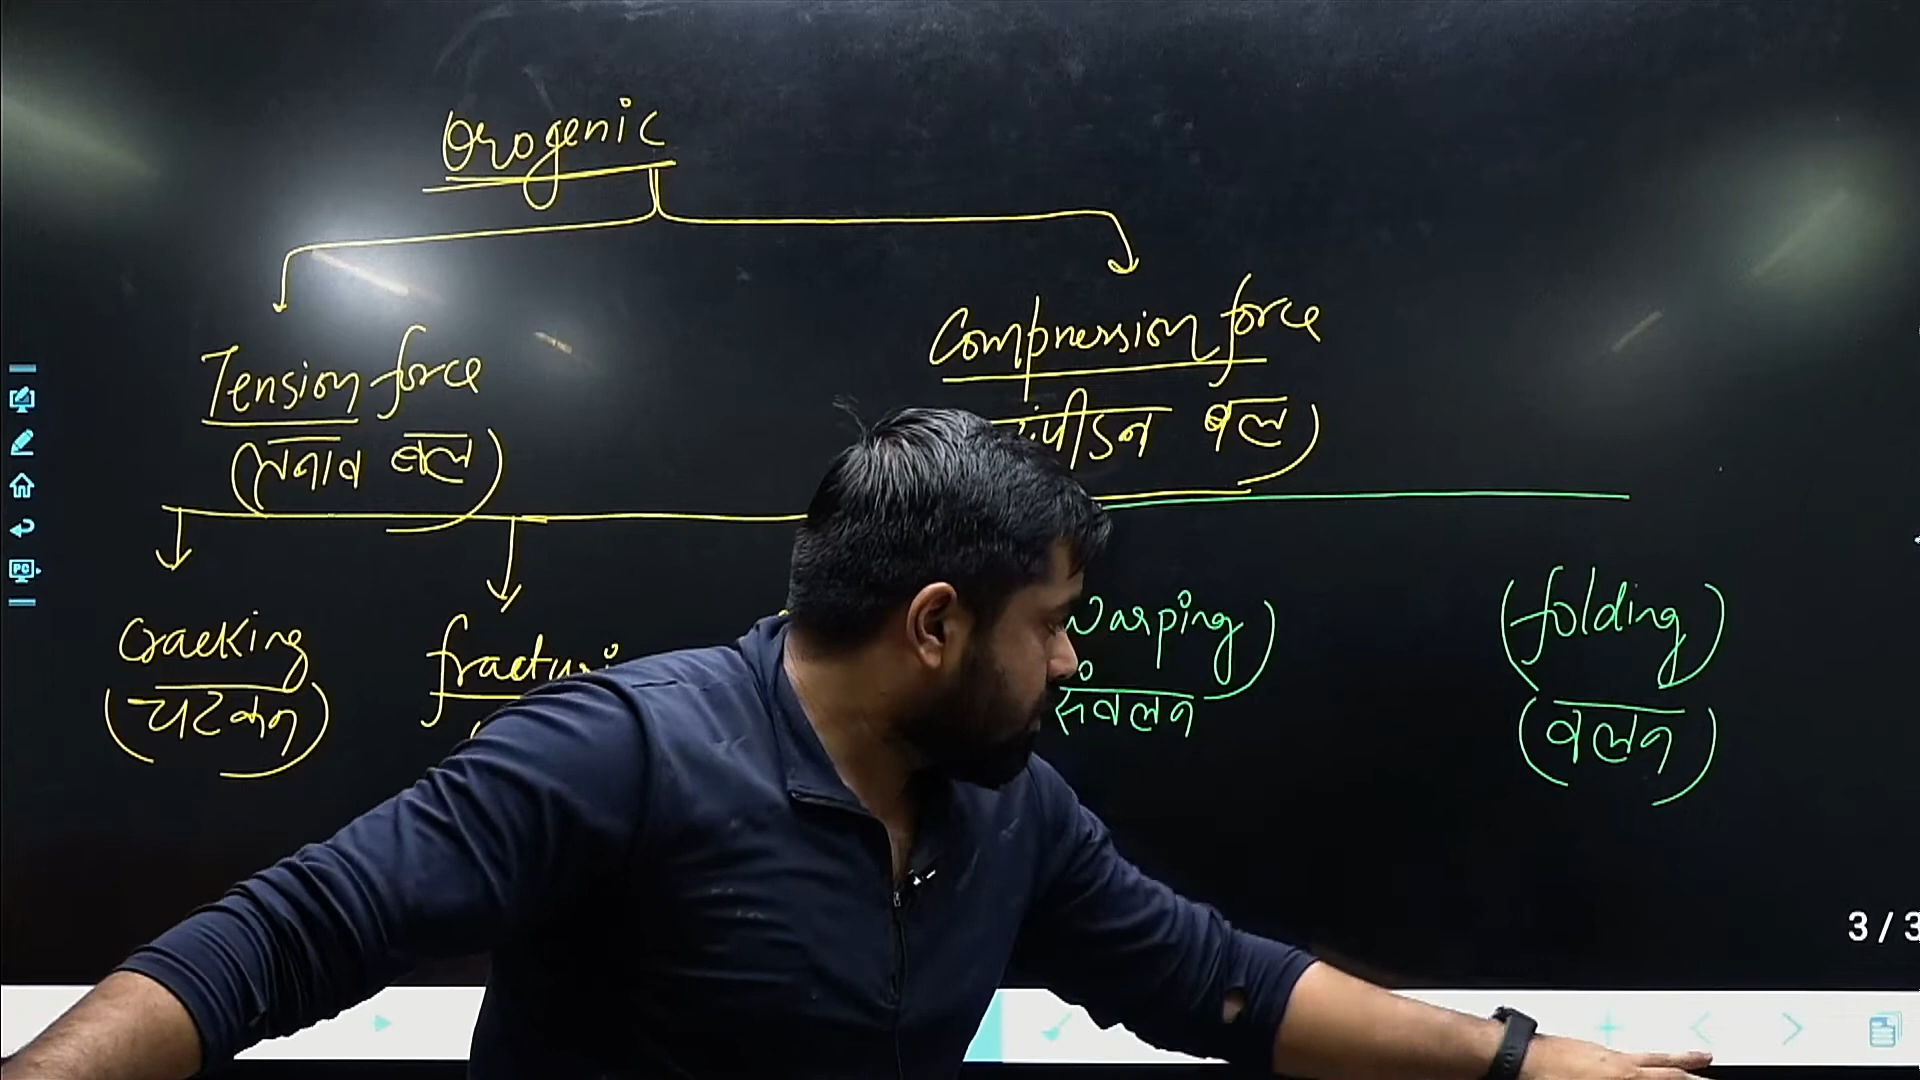 Orogenic
Tension force
(तनाव बल)
Compression force
संपीडन बल)
Cracking
(चटकन)
warping)
संवलन
(folding)
(वलन)
3 / 3